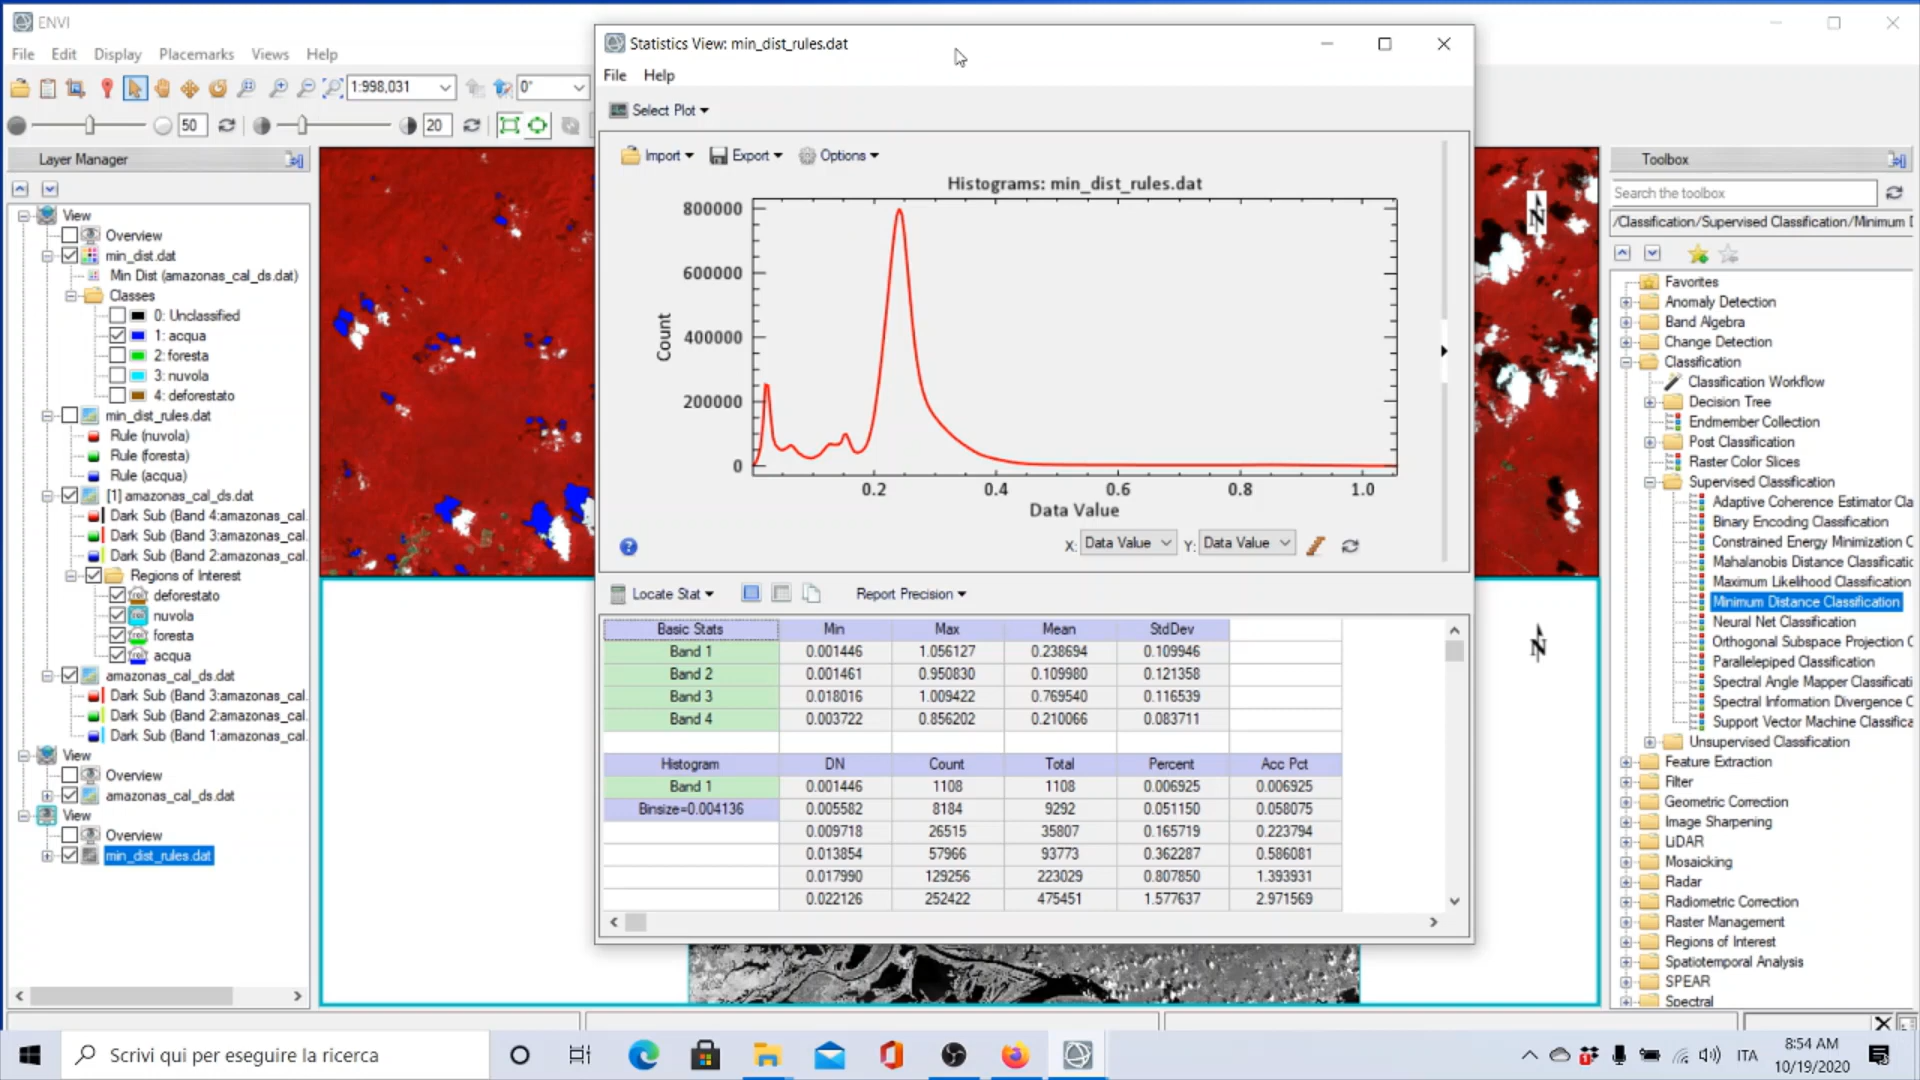 ENVI
File Edit Display Placemarks Views Help
1:998,031 0°
50 20
Layer Manager
View
Overview
min_dist.dat
Min Dist (amazonas_cal_ds.dat)
Classes
0: Unclassified
1: acqua
2: foresta
3: nuvola
4: deforestato
min_dist_rules.dat
Rule (nuvola)
Rule (foresta)
Rule (acqua)
[1] amazonas_cal_ds.dat
Dark Sub (Band 4:amazonas_cal.
Dark Sub (Band 3:amazonas_cal.
Dark Sub (Band 2:amazonas_cal.
Regions of Interest
deforestato
nuvola
foresta
acqua
amazonas_cal_ds.dat
Dark Sub (Band 3:amazonas_cal.
Dark Sub (Band 2:amazonas_cal.
Dark Sub (Band 1:amazonas_cal.
View
Overview
amazonas_cal_ds.dat
View
Overview
min_dist_rules.dat
Statistics View: min_dist_rules.dat
File Help
Select Plot
Import Export Options
Histograms: min_dist_rules.dat
800000
600000
400000
200000
0
Count
0.2 0.4 0.6 0.8 1.0
Data Value
X: Data Value Y: Data Value
Locate Stat Report Precision
Basic Stats Min Max Mean StdDev
Band 1 0.001446 1.056127 0.238694 0.109946
Band 2 0.001461 0.950830 0.109980 0.121358
Band 3 0.018016 1.009422 0.769540 0.116539
Band 4 0.003722 0.856202 0.210066 0.083711
Histogram DN Count Total Percent Acc Pct
Band 1 0.001446 1108 1108 0.006925 0.006925
Binsize=0.004136 0.005582 8184 9292 0.051150 0.058075
0.009718 26515 35807 0.165719 0.223794
0.013854 57966 93773 0.362287 0.586081
0.017990 129256 223029 0.807850 1.393931
0.022126 252422 475451 1.577637 2.971569
N
N
Toolbox
Search the toolbox
/Classification/Supervised Classification/Minimum D
Favorites
Anomaly Detection
Band Algebra
Change Detection
Classification
Classification Workflow
Decision Tree
Endmember Collection
Post Classification
Raster Color Slices
Supervised Classification
Adaptive Coherence Estimator Cla
Binary Encoding Classification
Constrained Energy Minimization C
Mahalanobis Distance Classificatio
Maximum Likelihood Classification
Minimum Distance Classification
Neural Net Classification
Orthogonal Subspace Projection C
Parallelepiped Classification
Spectral Angle Mapper Classificati
Spectral Information Divergence C
Support Vector Machine Classifica
Unsupervised Classification
Feature Extraction
Filter
Geometric Correction
Image Sharpening
LiDAR
Mosaicking
Radar
Radiometric Correction
Raster Management
Regions of Interest
Spatiotemporal Analysis
SPEAR
Spectral
Scrivi qui per eseguire la ricerca
ITA
8:54 AM
10/19/2020